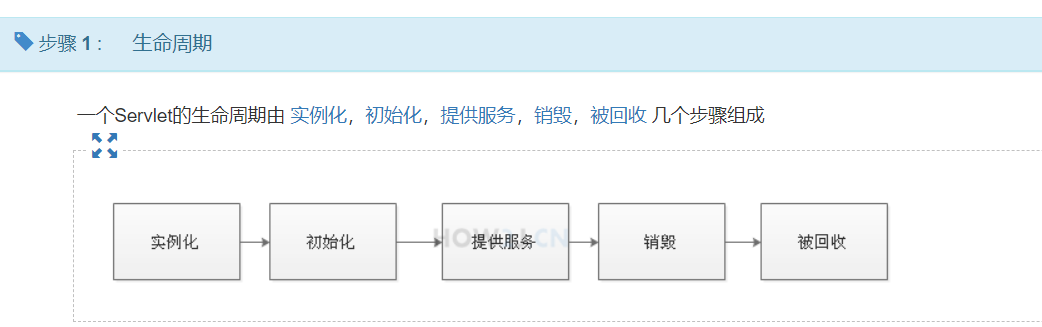 步骤 1 : 生命周期
一个Servlet的生命周期由 实例化，初始化，提供服务，销毁，被回收 几个步骤组成
实例化
初始化
提供服务
销毁
被回收